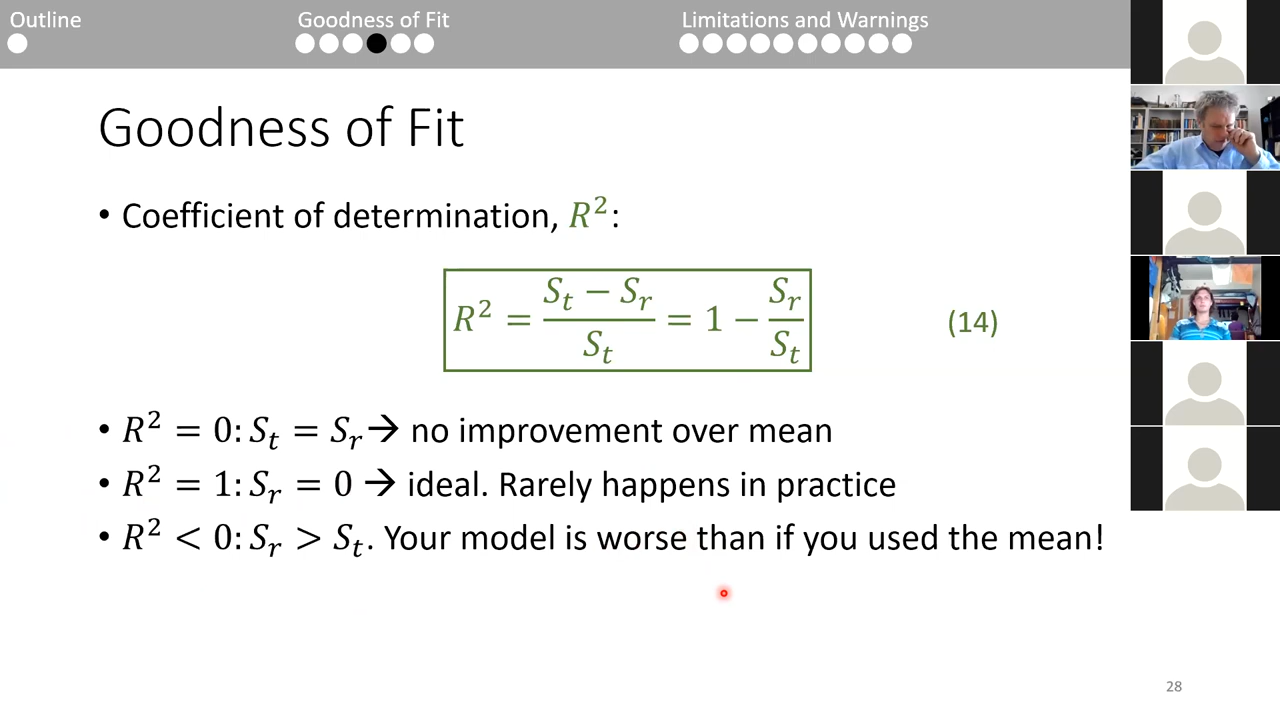 Outline
Goodness of Fit
Limitations and Warnings
Goodness of Fit
• Coefficient of determination, R²:
R² = \frac{S_t − S_r}{S_t} = 1 − \frac{S_r}{S_t}
(14)
• R² = 0: S_t = S_r → no improvement over mean
• R² = 1: S_r = 0 → ideal. Rarely happens in practice
• R² < 0: S_r > S_t. Your model is worse than if you used the mean!
28